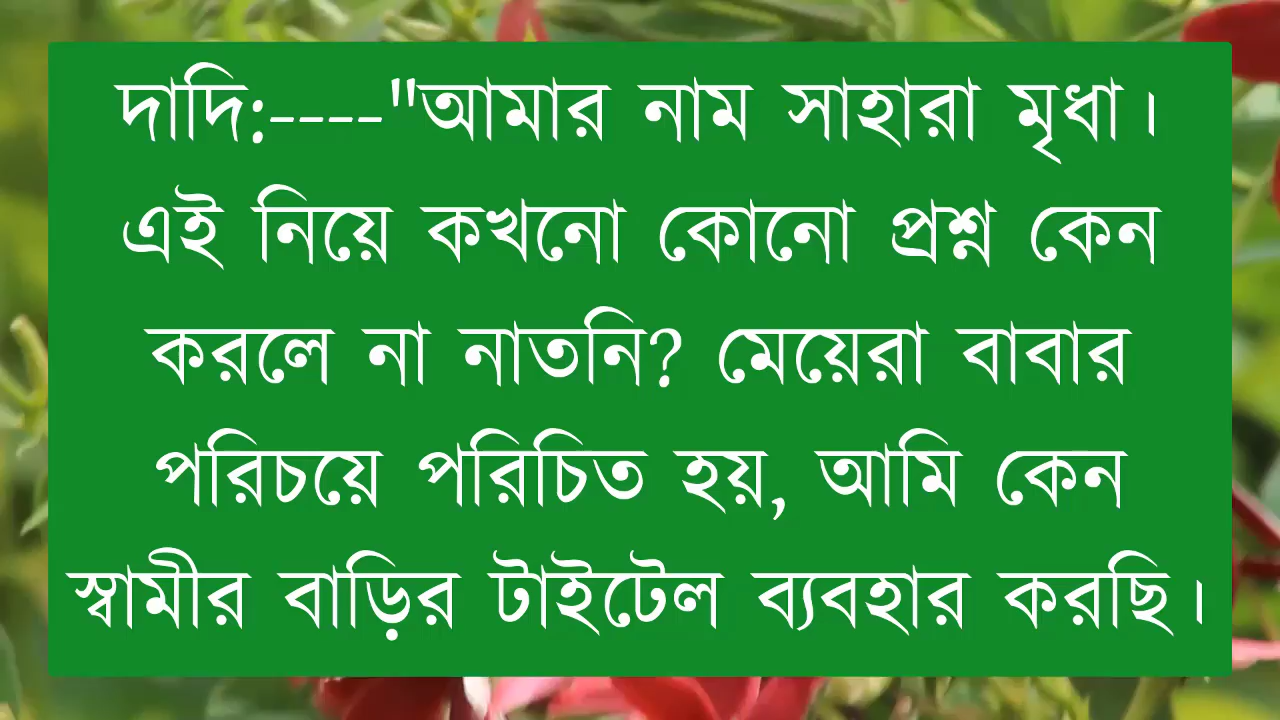 দাদি:----"আমার নাম সাহারা মৃধা।
এই নিয়ে কখনো কোনো প্রশ্ন কেন
করলে না নাতনি? মেয়েরা বাবার
পরিচয়ে পরিচিত হয়, আমি কেন
স্বামীর বাড়ির টাইটেল ব্যবহার করছি।